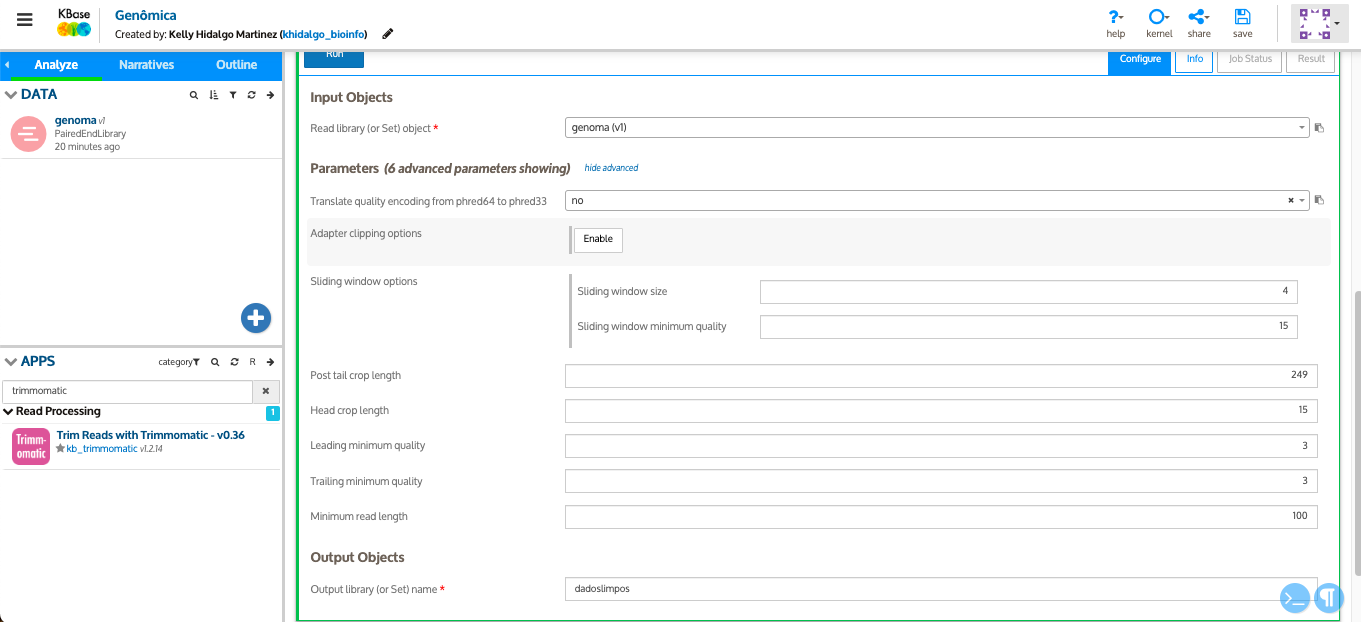 KBase
Genômica
Created by: Kelly Hidalgo Martinez (khidalgo_bioinfo)
help
kernel
share
save
Analyze
Narratives
Outline
Run
Configure
Info
Job Status
Result
DATA
genoma v1
PairedEndLibrary
20 minutes ago
APPS
category
R
trimmomatic
Read Processing
1
Trimm-
omatic
Trim Reads with Trimmomatic - v0.36
kb_trimmomatic v1.2.14
Input Objects
Read library (or Set) object *
genoma (v1)
Parameters (6 advanced parameters showing) hide advanced
Translate quality encoding from phred64 to phred33
no
Adapter clipping options
Enable
Sliding window options
Sliding window size
4
Sliding window minimum quality
15
Post tail crop length
249
Head crop length
15
Leading minimum quality
3
Trailing minimum quality
3
Minimum read length
100
Output Objects
Output library (or Set) name *
dadoslimpos